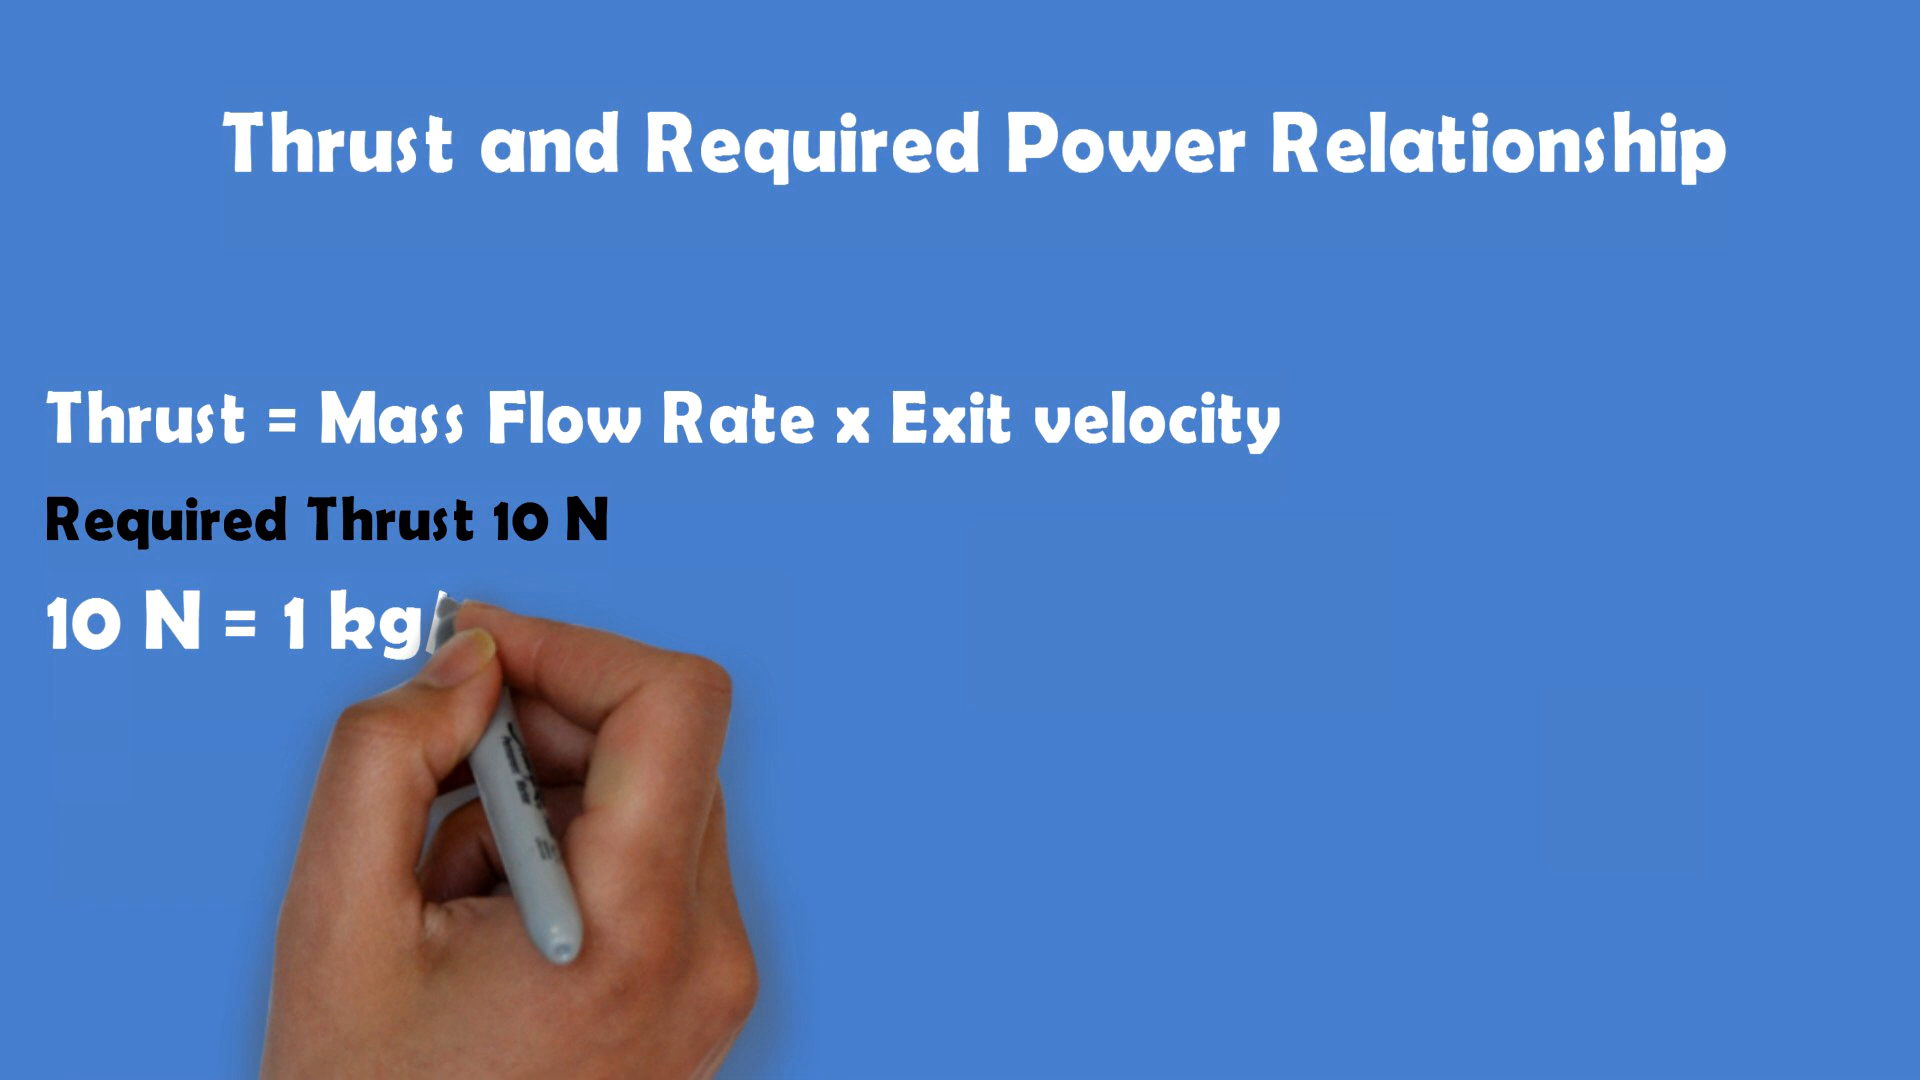 Thrust and Required Power Relationship
Thrust = Mass Flow Rate x Exit velocity
Required Thrust 10 N
10 N = 1 kg/